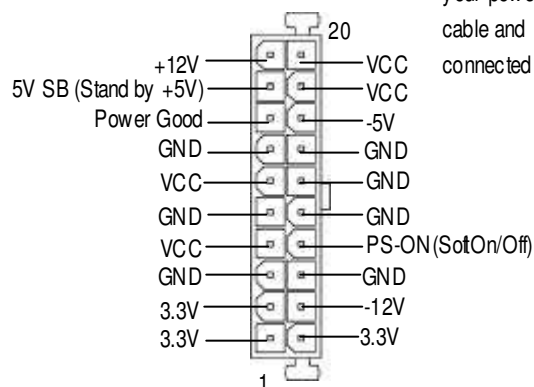 your powe
20
cable and
+12V
VCC
connected
5V SB (Stand by +5V)
VCC
Power Good
-5V
GND
GND
VCC
GND
GND
GND
VCC
PS-ON(SoftOn/Off)
GND
GND
3.3V
-12V
3.3V
3.3V
1